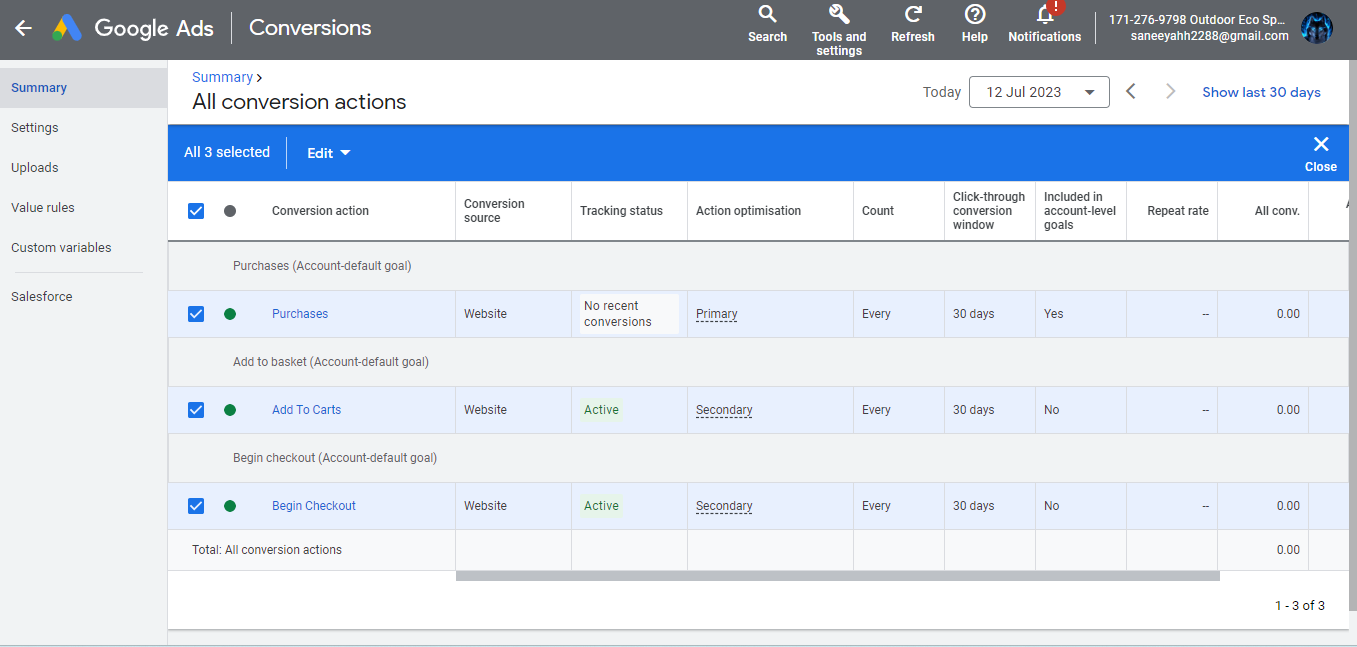 Google Ads
Conversions
Search
Tools and
settings
Refresh
Help
!
Notifications
171-276-9798 Outdoor Eco Sp...
saneeyahh2288@gmail.com
Summary
Settings
Uploads
Value rules
Custom variables
Salesforce
Summary
All conversion actions
Today
12 Jul 2023
Show last 30 days
All 3 selected
Edit
Close
Conversion action
Conversion
source
Tracking status
Action optimisation
Count
Click-through
conversion
window
Included in
account-level
goals
Repeat rate
All conv.
Purchases (Account-default goal)
Purchases
Website
No recent
conversions
Primary
Every
30 days
Yes
--
0.00
Add to basket (Account-default goal)
Add To Carts
Website
Active
Secondary
Every
30 days
No
--
0.00
Begin checkout (Account-default goal)
Begin Checkout
Website
Active
Secondary
Every
30 days
No
--
0.00
Total: All conversion actions
0.00
1 - 3 of 3